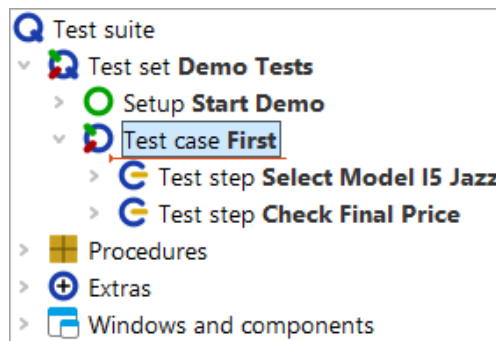 Test suite
Test set Demo Tests
Setup Start Demo
Test case First
Test step Select Model I5 Jazz
Test step Check Final Price
Procedures
Extras
Windows and components